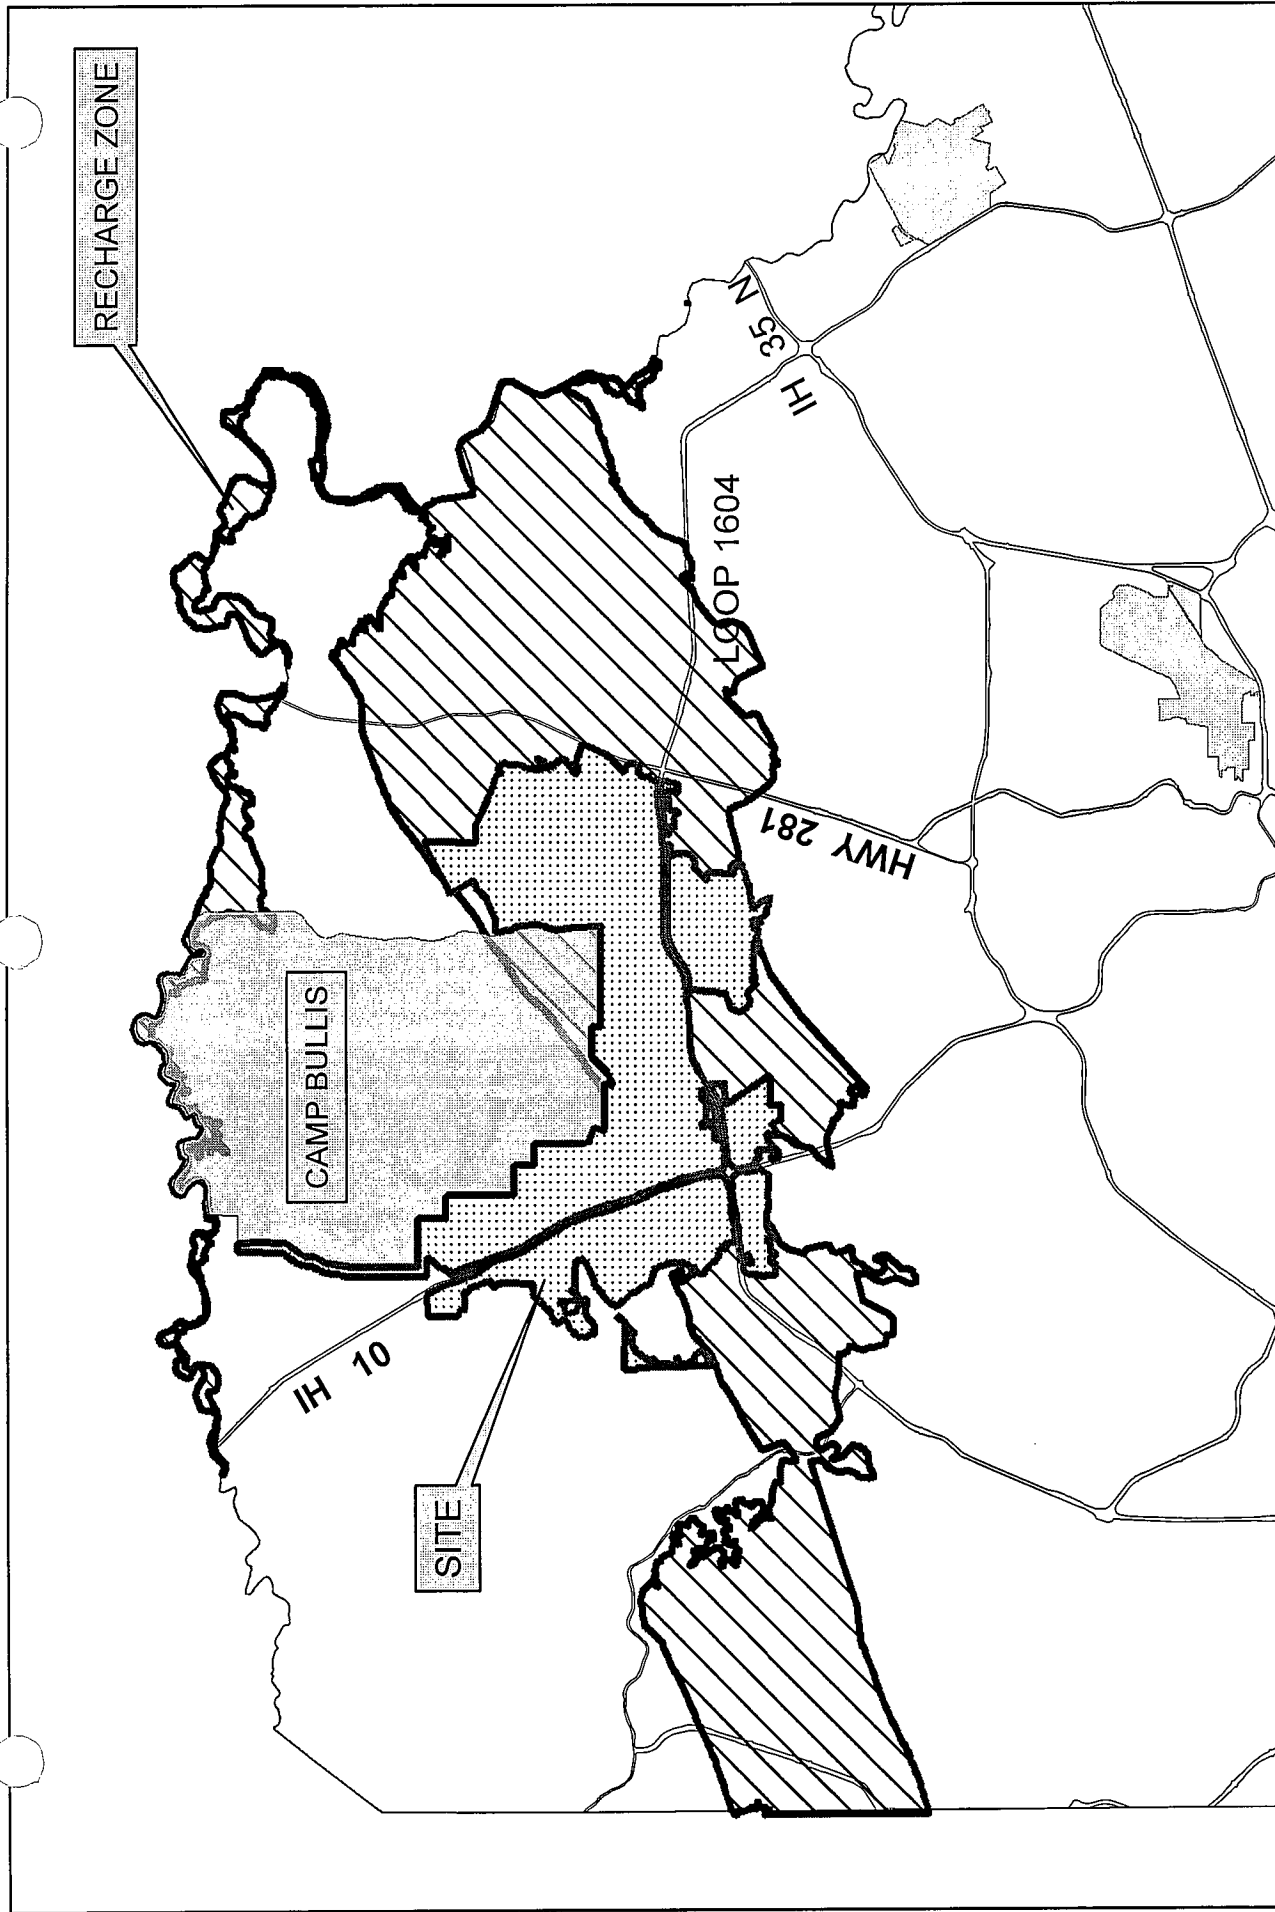 RECHARGE ZONE
CAMP BULLIS
IH 10
SITE
LOOP 1604
IH 35 N
HWY 281